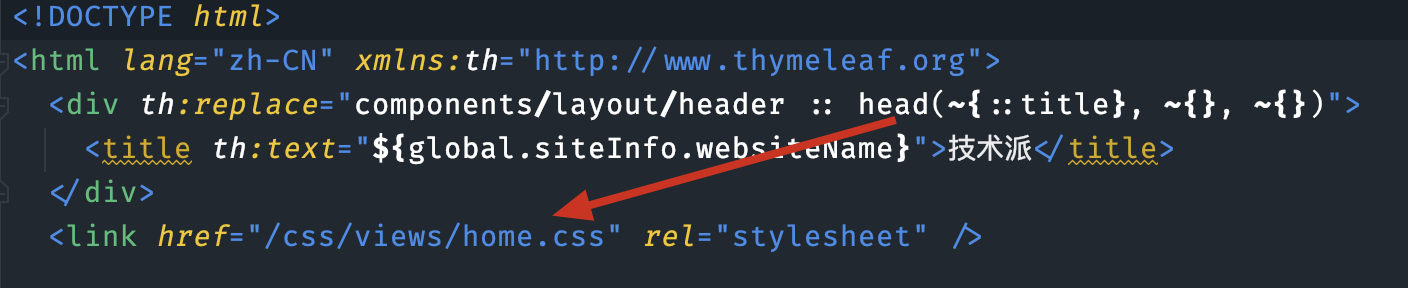 <!DOCTYPE html>
<html lang="zh-CN" xmlns:th="http://www.thymeleaf.org">
<div th:replace="components/layout/header :: head(~{::title}, ~{}, ~{})">
<title th:text="${global.siteInfo.websiteName}">技术派</title>
</div>
<link href="/css/views/home.css" rel="stylesheet" />